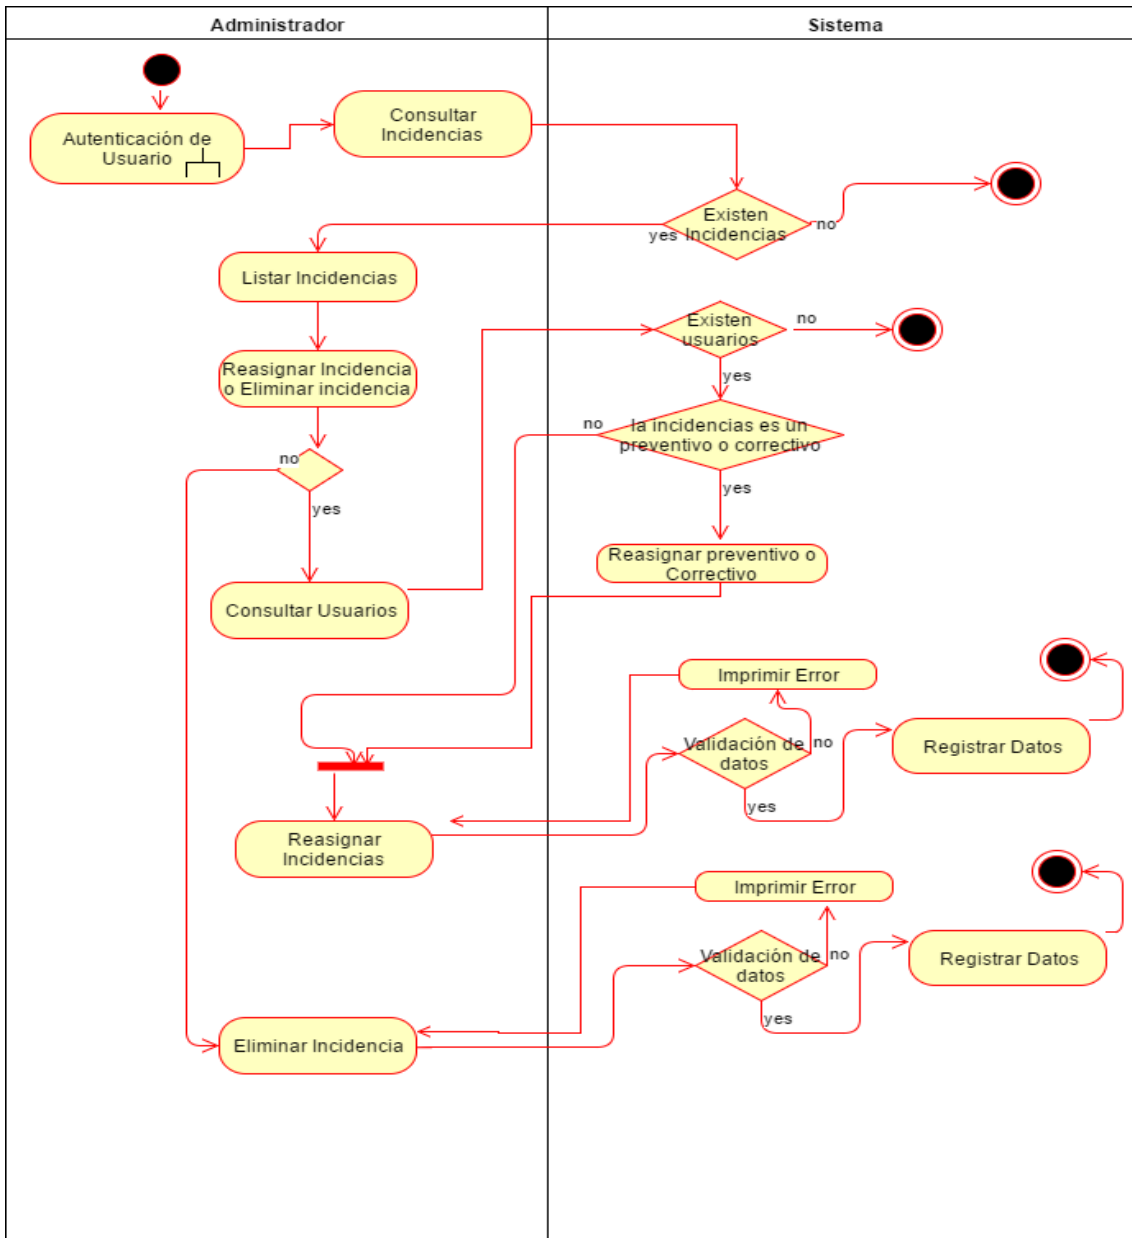 Administrador
Sistema
Autenticación de
Usuario
Consultar
Incidencias
Existen
Incidencias
no
yes
Listar Incidencias
Existen
usuarios
no
yes
Reasignar Incidencia
o Eliminar incidencia
la incidencias es un
preventivo o correctivo
no
yes
no
yes
Reasignar preventivo o
Correctivo
Consultar Usuarios
Imprimir Error
Validación de
datos
no
yes
Registrar Datos
Reasignar
Incidencias
Imprimir Error
Validación de
datos
no
yes
Registrar Datos
Eliminar Incidencia